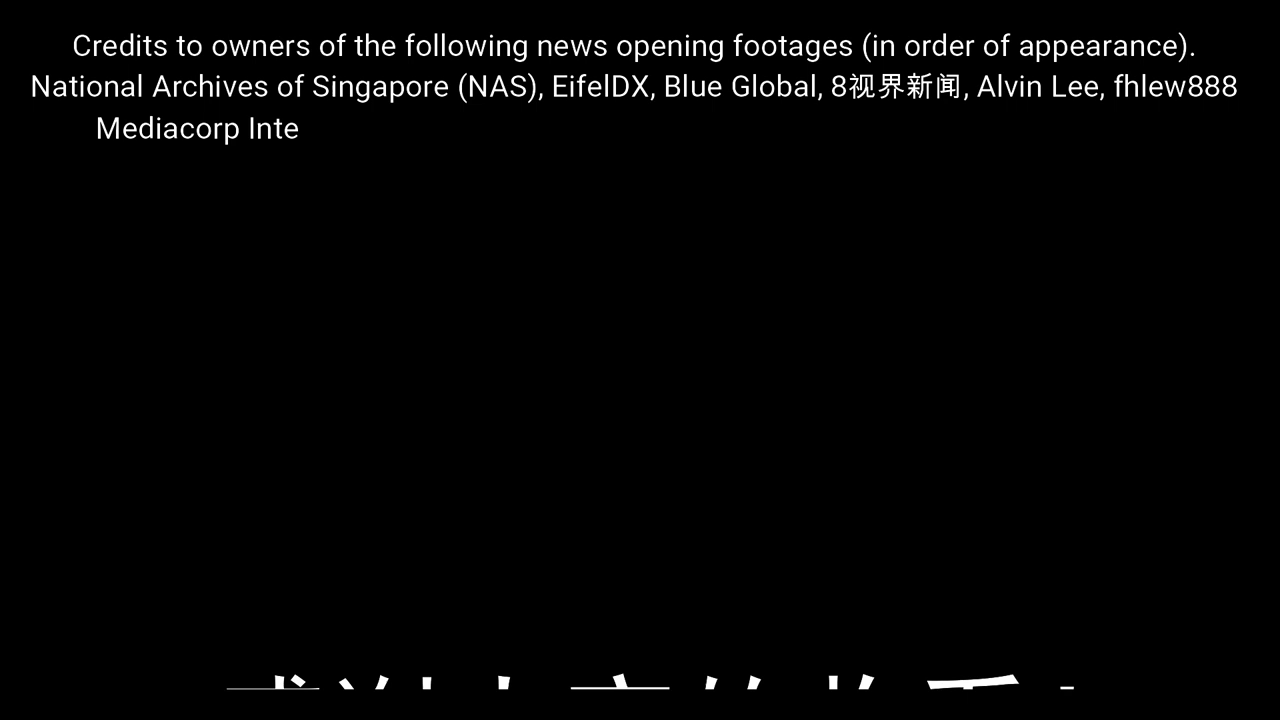 Credits to owners of the following news opening footages (in order of appearance).
National Archives of Singapore (NAS), EifelDX, Blue Global, 8视界新闻, Alvin Lee, fhlew888
Mediacorp Inte